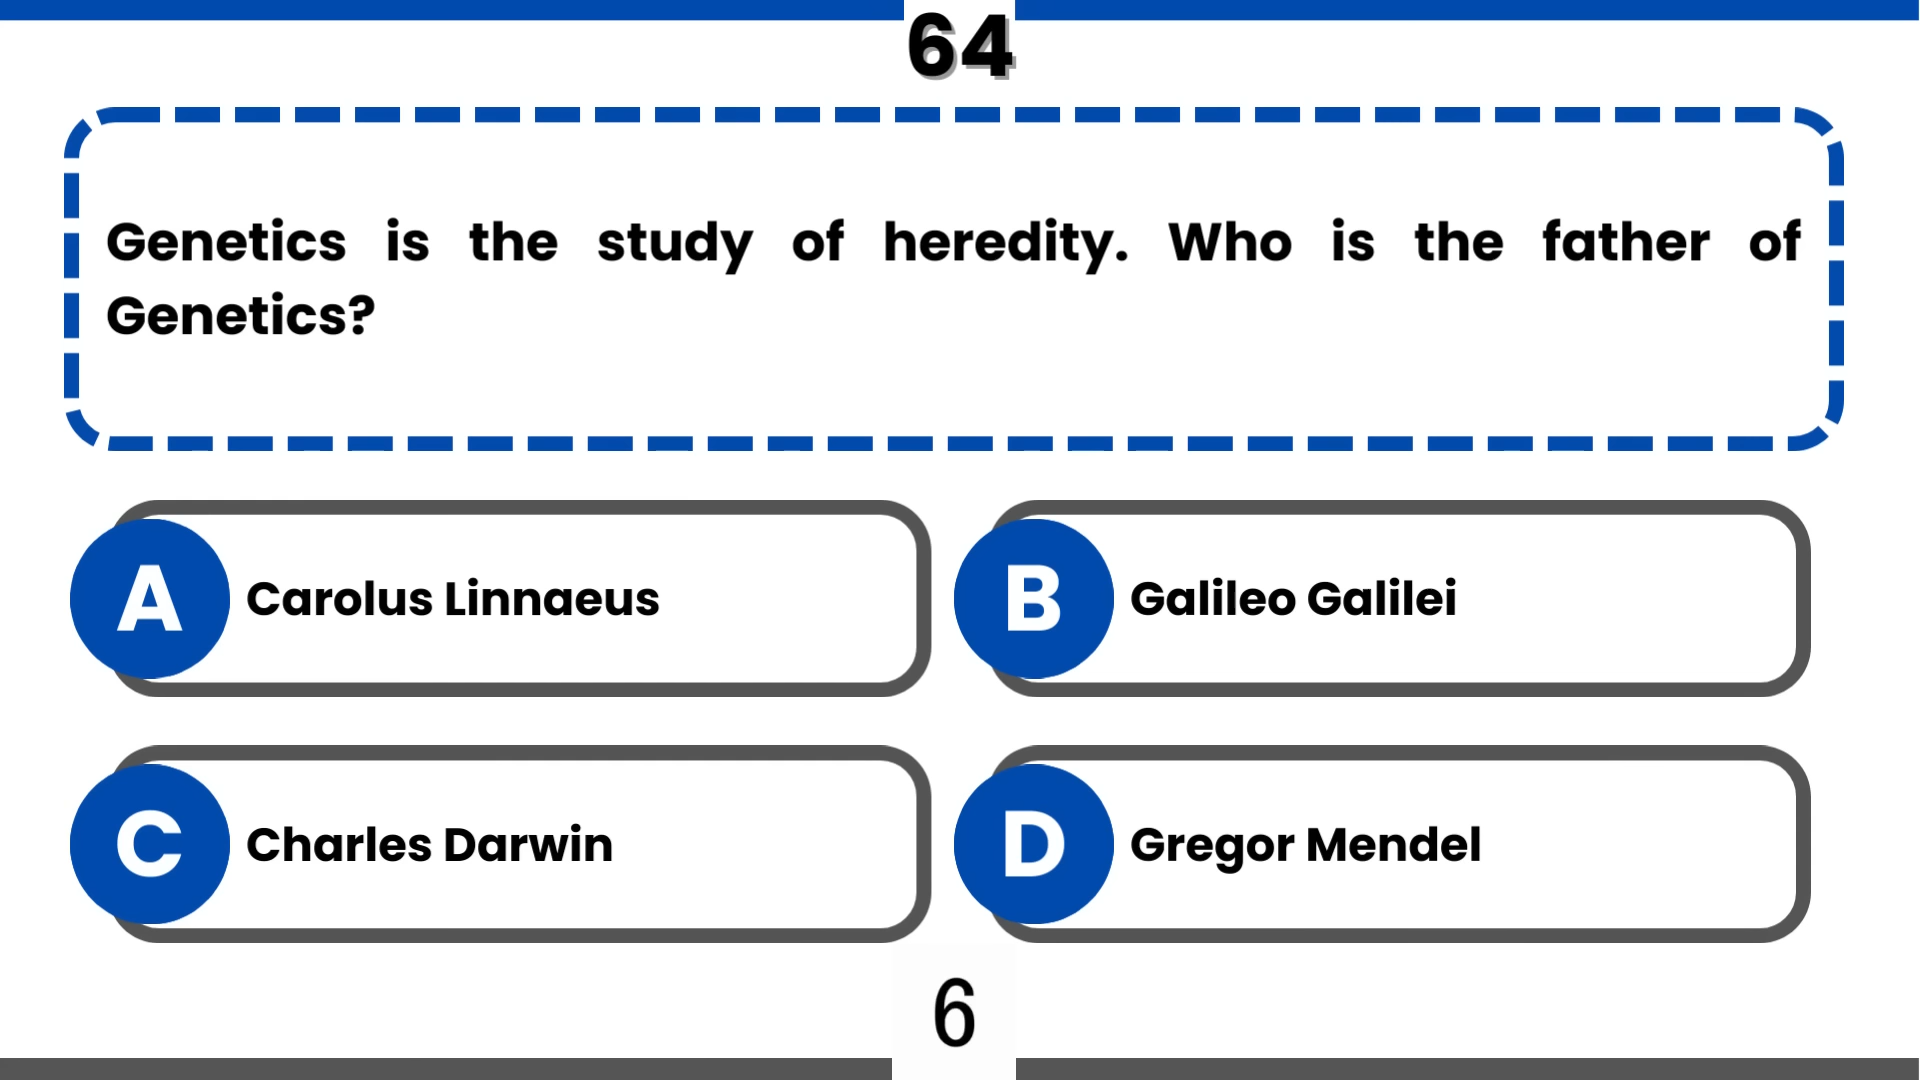 64
Genetics is the study of heredity. Who is the father of
Genetics?
A Carolus Linnaeus
B Galileo Galilei
C Charles Darwin
D Gregor Mendel
6